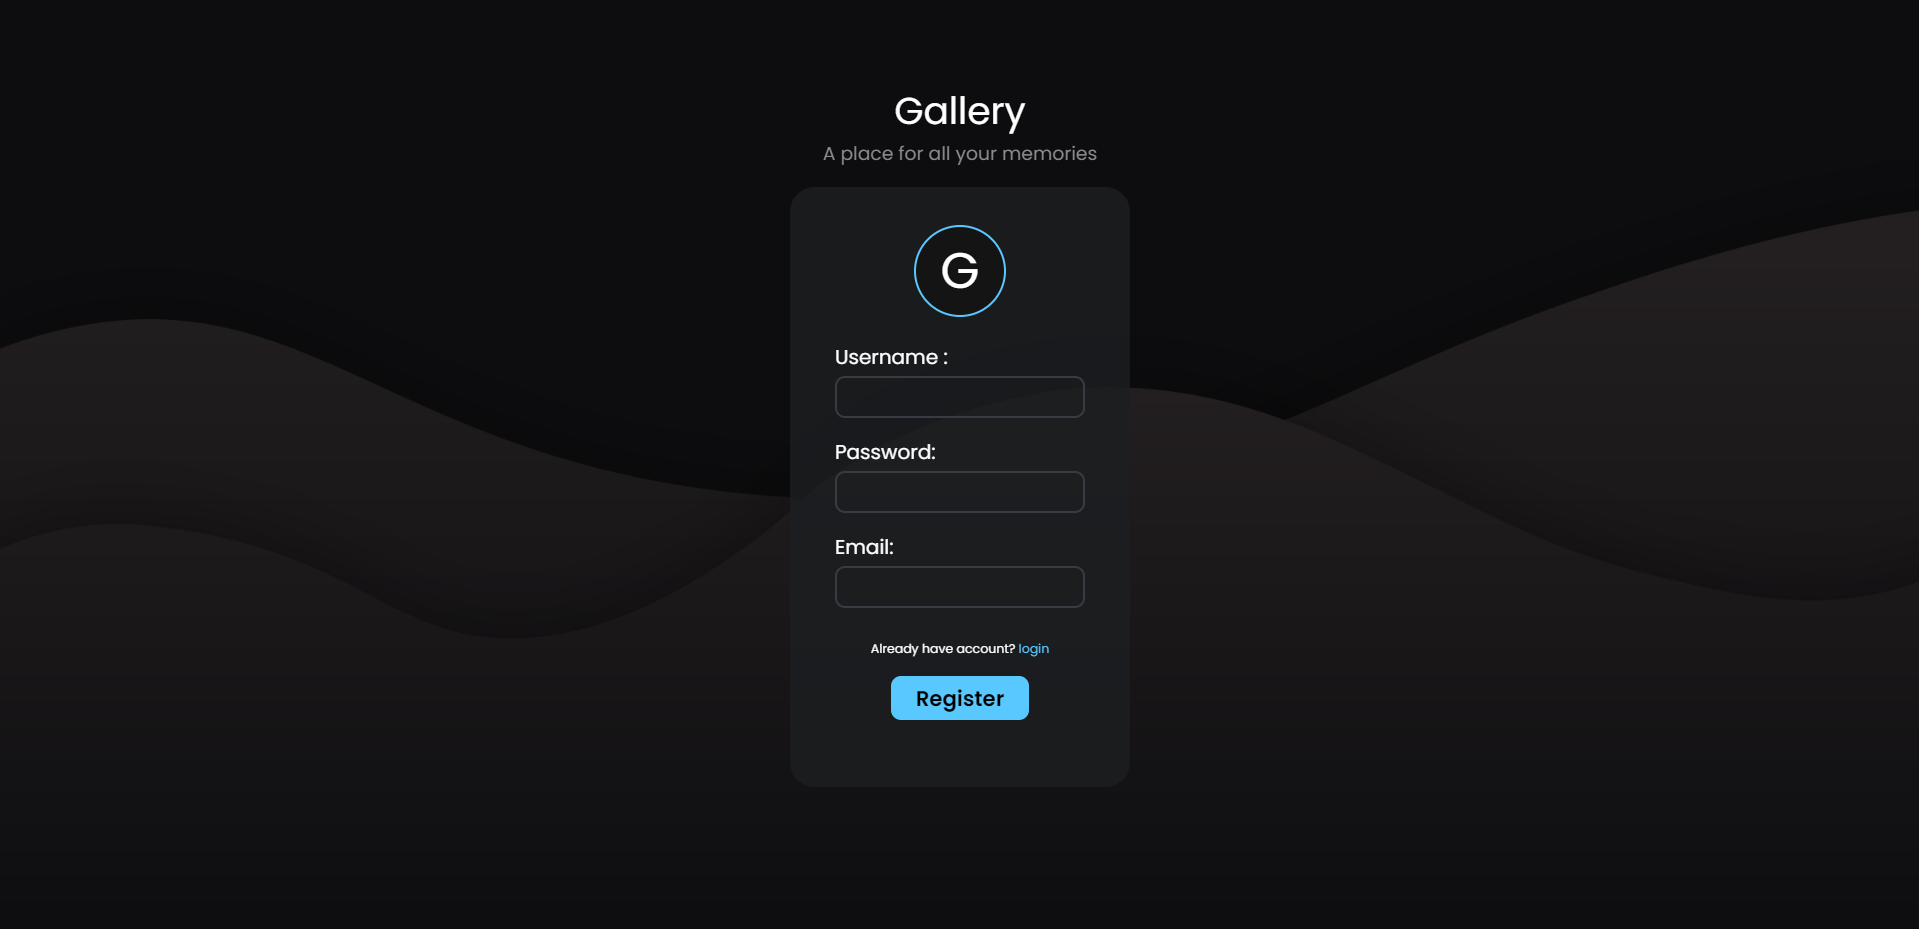 Gallery
A place for all your memories
G
Username :
Password:
Email:
Already have account? login
Register